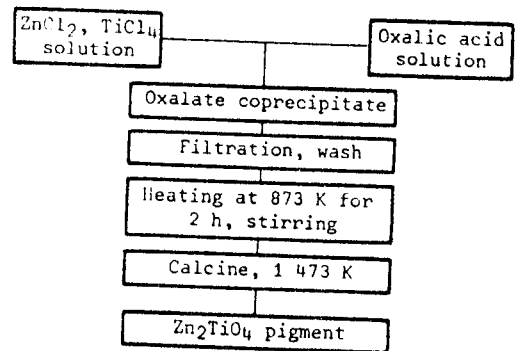 ZnCl2, TiCl4
solution
Oxalic acid
solution
Oxalate coprecipitate
Filtration, wash
Heating at 873 K for
2 h, stirring
Calcine, 1 473 K
Zn2TiO4 pigment